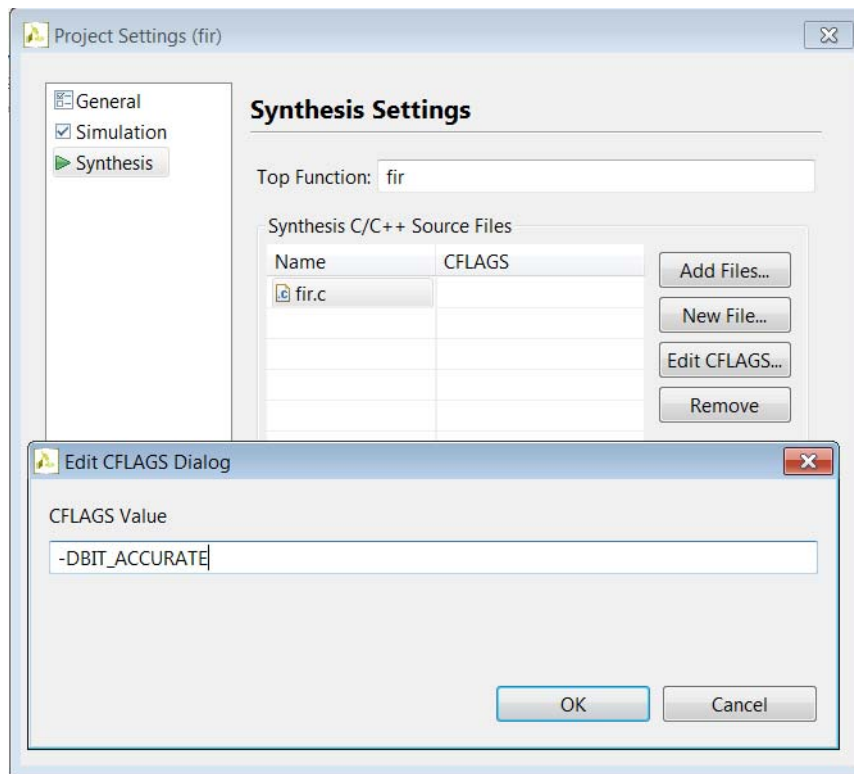 Project Settings (fir)
General
Simulation
Synthesis
Synthesis Settings
Top Function: fir
Synthesis C/C++ Source Files
Name CFLAGS
fir.c
Add Files...
New File...
Edit CFLAGS...
Remove
Edit CFLAGS Dialog
CFLAGS Value
-DBIT_ACCURATE
OK Cancel